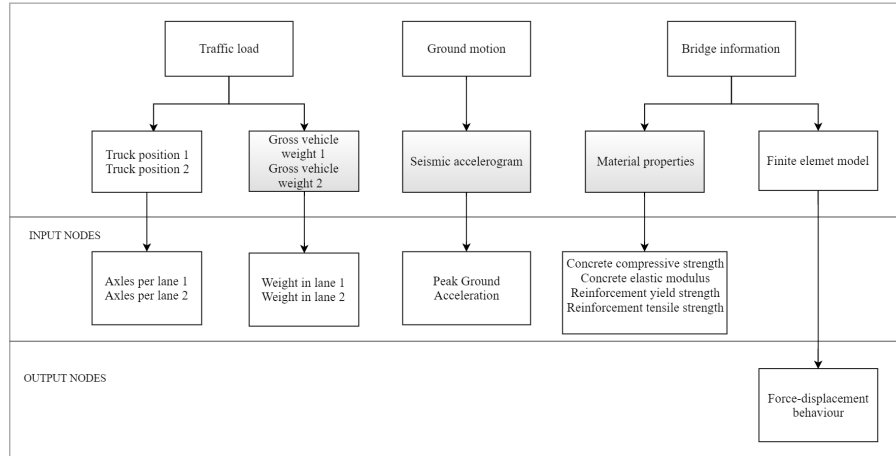 Traffic load
Ground motion
Bridge information
Truck position 1
Truck position 2
Gross vehicle
weight 1
Gross vehicle
weight 2
Seismic accelerogram
Material properties
Finite elemet model
INPUT NODES
Axles per lane 1
Axles per lane 2
Weight in lane 1
Weight in lane 2
Peak Ground
Acceleration
Concrete compressive strength
Concrete elastic modulus
Reinforcement yield strength
Reinforcement tensile strength
OUTPUT NODES
Force-displacement
behaviour